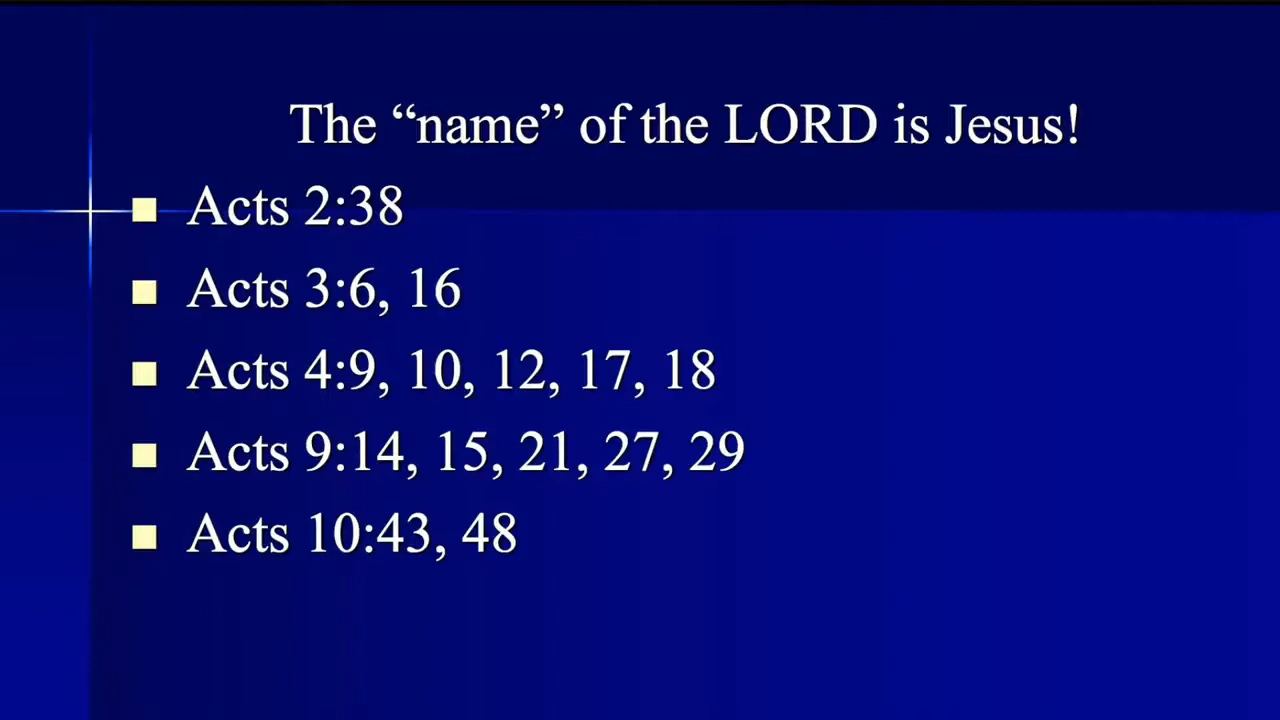 The “name” of the LORD is Jesus!
Acts 2:38
Acts 3:6, 16
Acts 4:9, 10, 12, 17, 18
Acts 9:14, 15, 21, 27, 29
Acts 10:43, 48